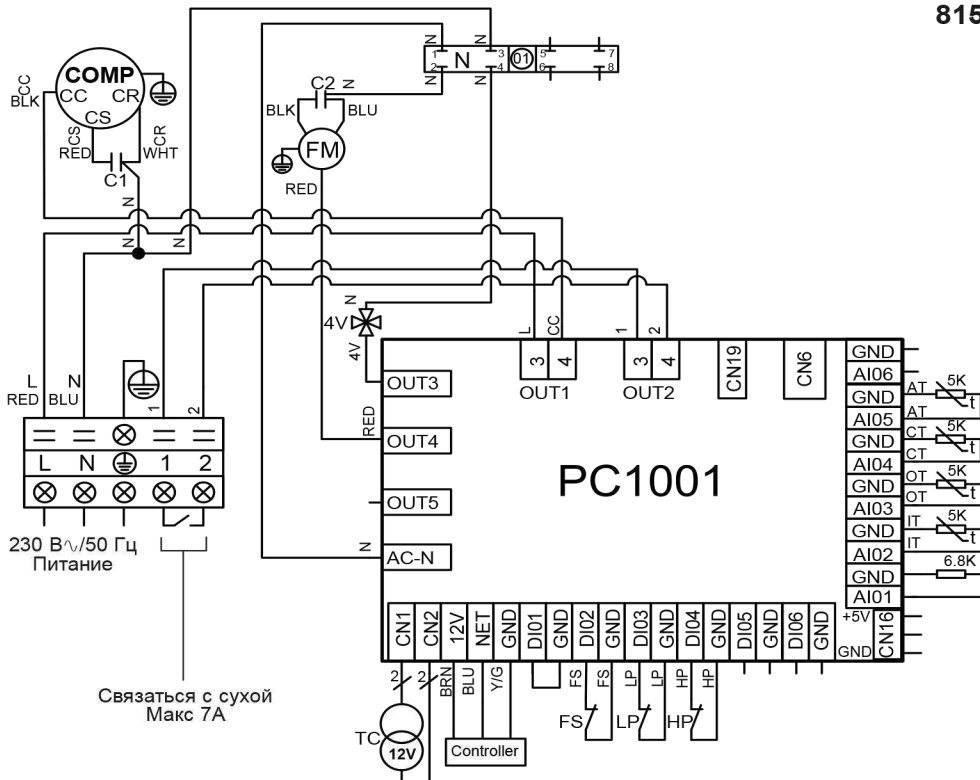 815
N N
1 3 5 7
N 01
2 4 6 8
N N
COMP
CC CR
CS
CC
BLK
CS
RED
CR
WHT
C1
N
N N
C2 N
BLK BLU
FM
RED
N
N
4V
4V
L CC 1 2
3 4 3 4
OUT1 OUT2
CN19
CN6
L N
RED BLU
1 2
L N 1 2
230 В∿/50 Гц
Питание
Связаться с сухой
Макс 7А
OUT3
RED
OUT4
OUT5
N
AC-N
PC1001
GND
AI06
GND AT 5K
t
AI05 AT
GND CT 5K
t
AI04 CT
GND OT 5K
t
AI03 OT
GND IT 5K
t
AI02 IT
GND 6.8K
AI01
+5V
CN16
GND
CN1 CN2 12V NET GND DI01 GND DI02 GND DI03 GND DI04 GND DI05 GND DI06 GND
2 2 BRN BLU Y/G FS FS LP LP HP HP
FS LP HP
TC
12V
Controller